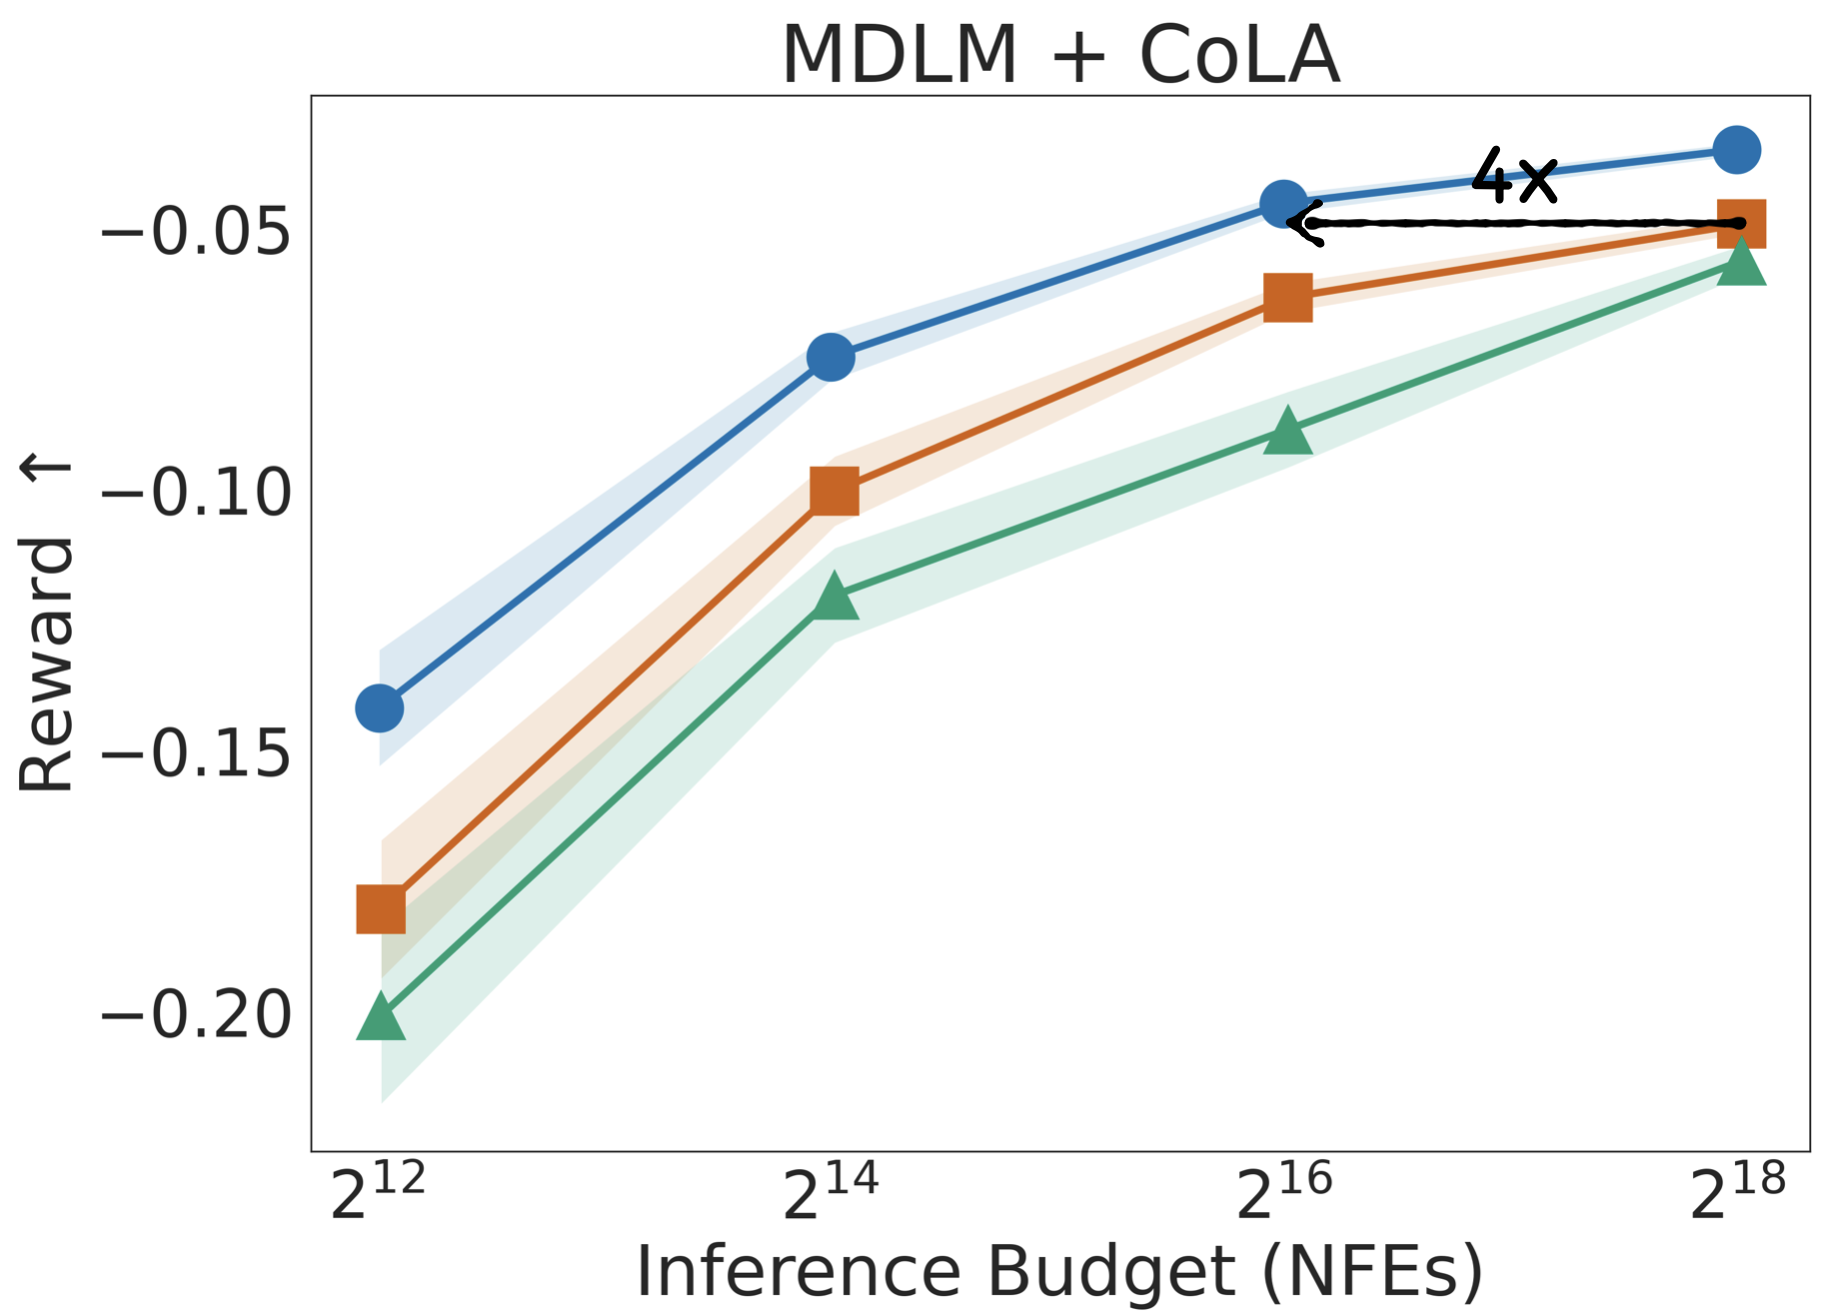 MDLM + CoLA
4x
−0.05
−0.10
−0.15
−0.20
Reward ↑
2^12 2^14 2^16 2^18
Inference Budget (NFEs)